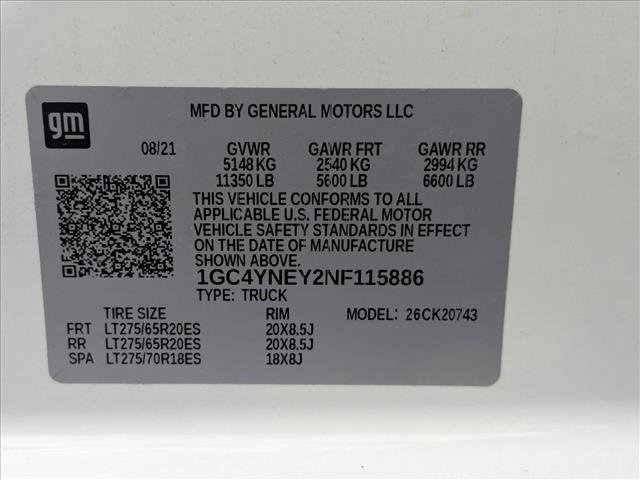 gm
MFD BY GENERAL MOTORS LLC
08/21 GVWR GAWR FRT GAWR RR
5148 KG 2540 KG 2994 KG
11350 LB 5600 LB 6600 LB
THIS VEHICLE CONFORMS TO ALL
APPLICABLE U.S. FEDERAL MOTOR
VEHICLE SAFETY STANDARDS IN EFFECT
ON THE DATE OF MANUFACTURE
SHOWN ABOVE.
1GC4YNEY2NF115886
TYPE: TRUCK
TIRE SIZE RIM MODEL: 26CK20743
FRT LT275/65R20ES 20X8.5J
RR LT275/65R20ES 20X8.5J
SPA LT275/70R18ES 18X8J